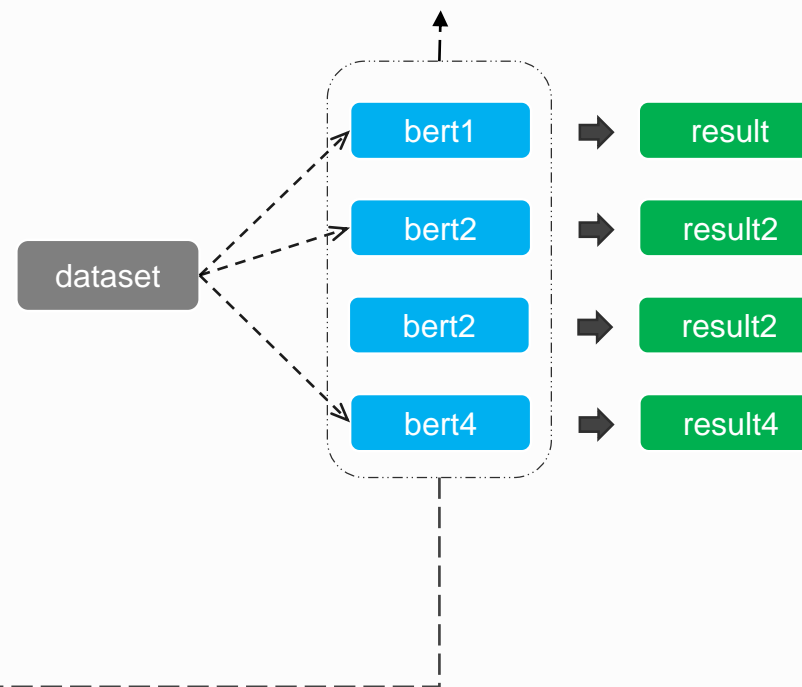 bert1
result
bert2
result2
dataset
bert2
result2
bert4
result4